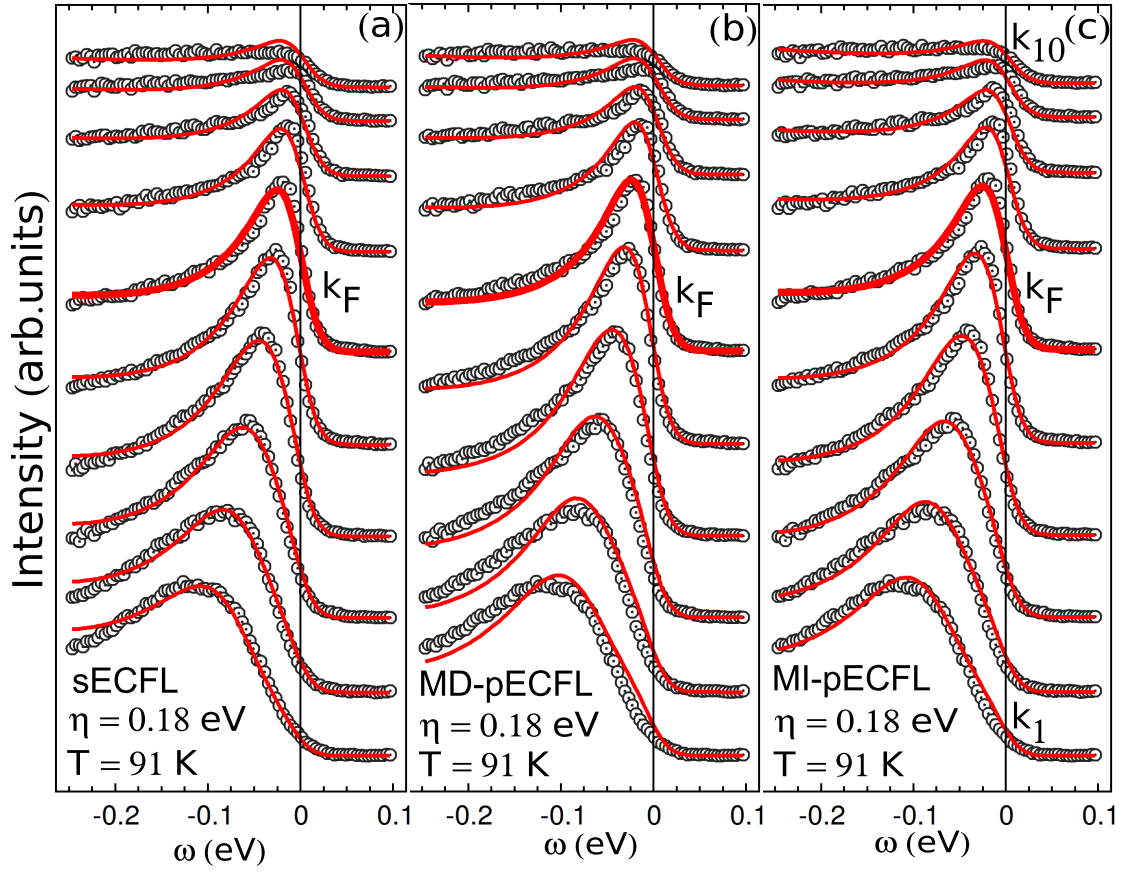 (a)
(b)
k10 (c)
Intensity (arb.units)
kF
kF
kF
sECFL
η = 0.18 eV
T = 91 K
MD-pECFL
η = 0.18 eV
T = 91 K
MI-pECFL
η = 0.18 eV
T = 91 K
k1
-0.2 -0.1 0 0.1
-0.2 -0.1 0 0.1
-0.2 -0.1 0 0.1
ω (eV)
ω (eV)
ω (eV)